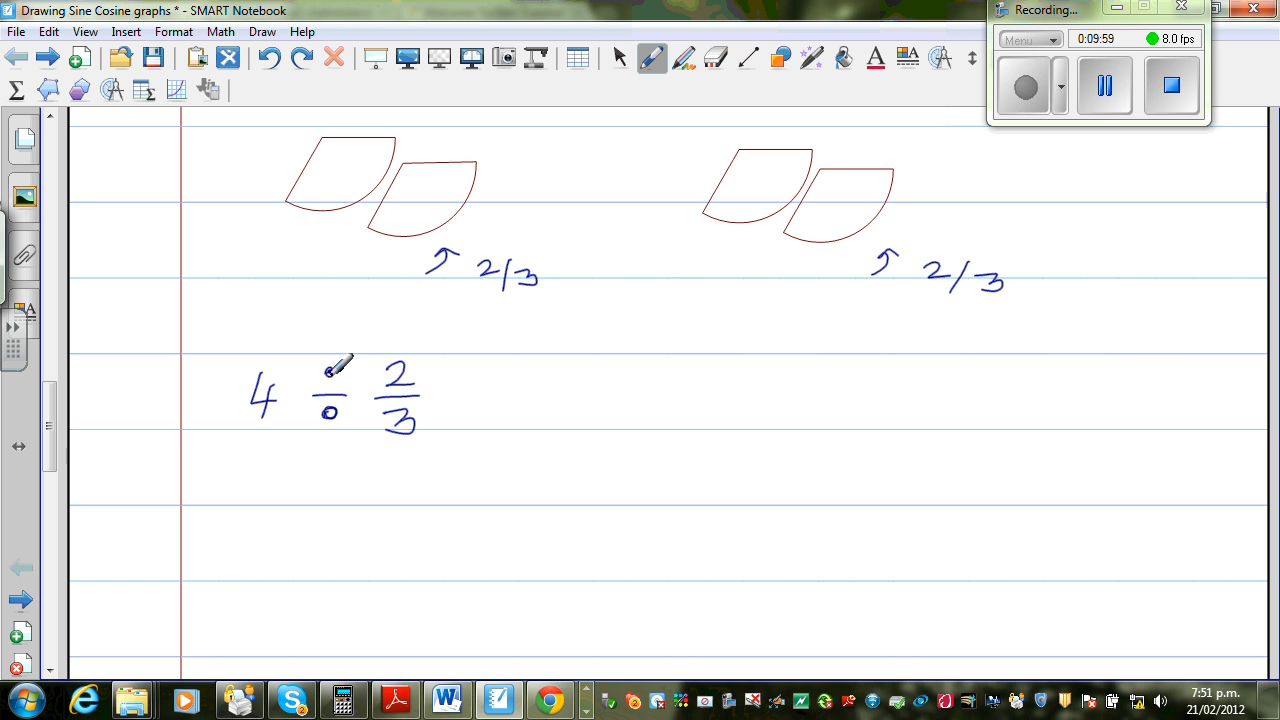 Drawing Sine Cosine graphs * - SMART Notebook
Recording...
File Edit View Insert Format Math Draw Help
Menu
0:09:59
8.0 fps
2/3
2/3
4 ÷ 2/3
7:51 p.m.
21/02/2012